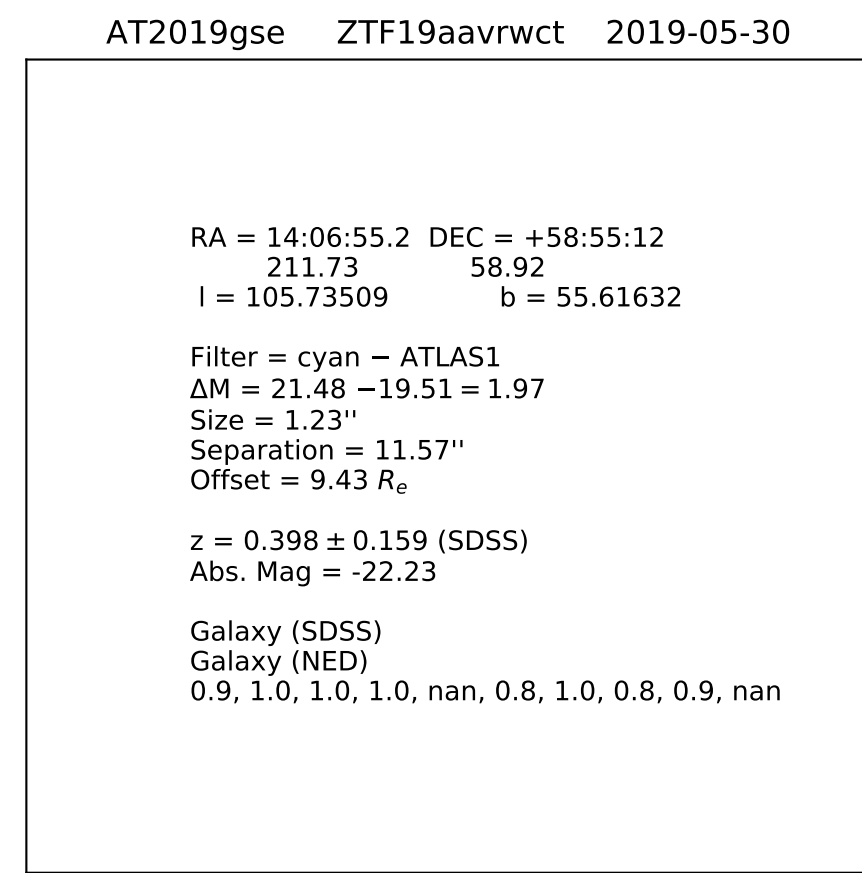 AT2019gse ZTF19aavrwct 2019-05-30
RA = 14:06:55.2 DEC = +58:55:12
211.73 58.92
l = 105.73509 b = 55.61632
Filter = cyan − ATLAS1
ΔM = 21.48 −19.51 = 1.97
Size = 1.23''
Separation = 11.57''
Offset = 9.43 Re
z = 0.398 ± 0.159 (SDSS)
Abs. Mag = -22.23
Galaxy (SDSS)
Galaxy (NED)
0.9, 1.0, 1.0, 1.0, nan, 0.8, 1.0, 0.8, 0.9, nan